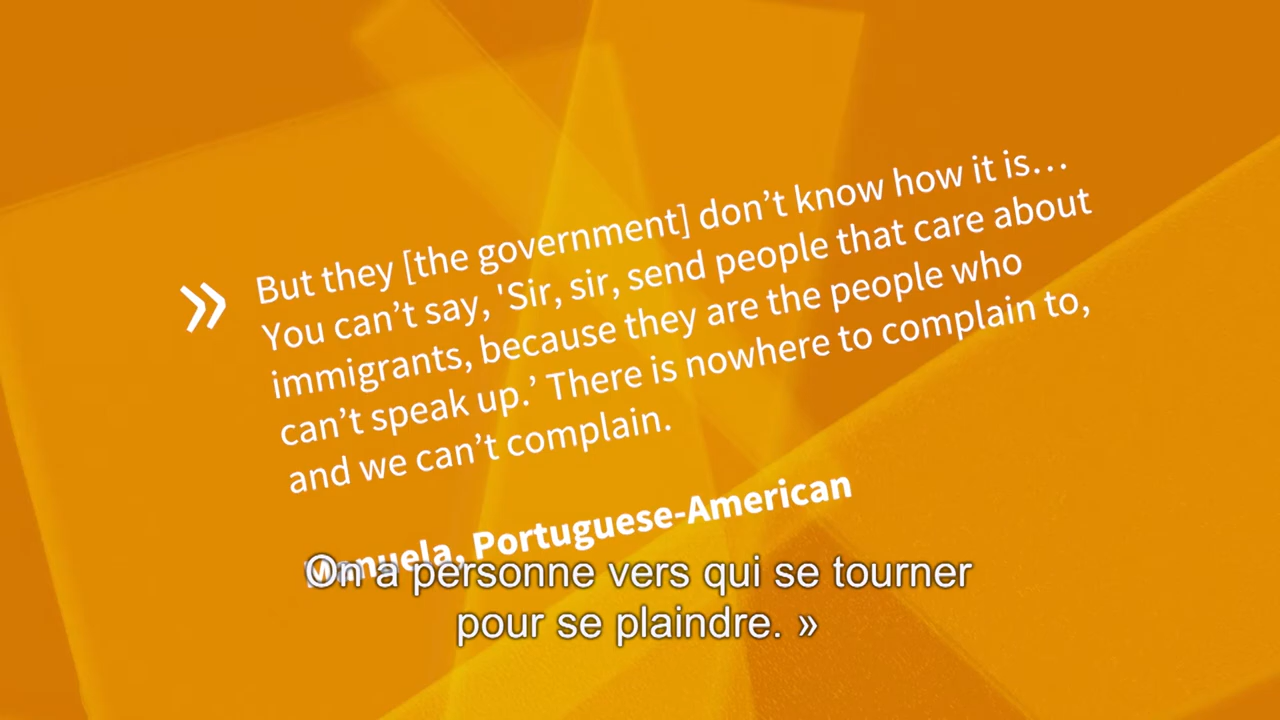 » But they [the government] don’t know how it is…
You can’t say, 'Sir, sir, send people that care about
immigrants, because they are the people who
can’t speak up.’ There is nowhere to complain to,
and we can’t complain.
Manuela, Portuguese-American
On a personne vers qui se tourner
pour se plaindre. »